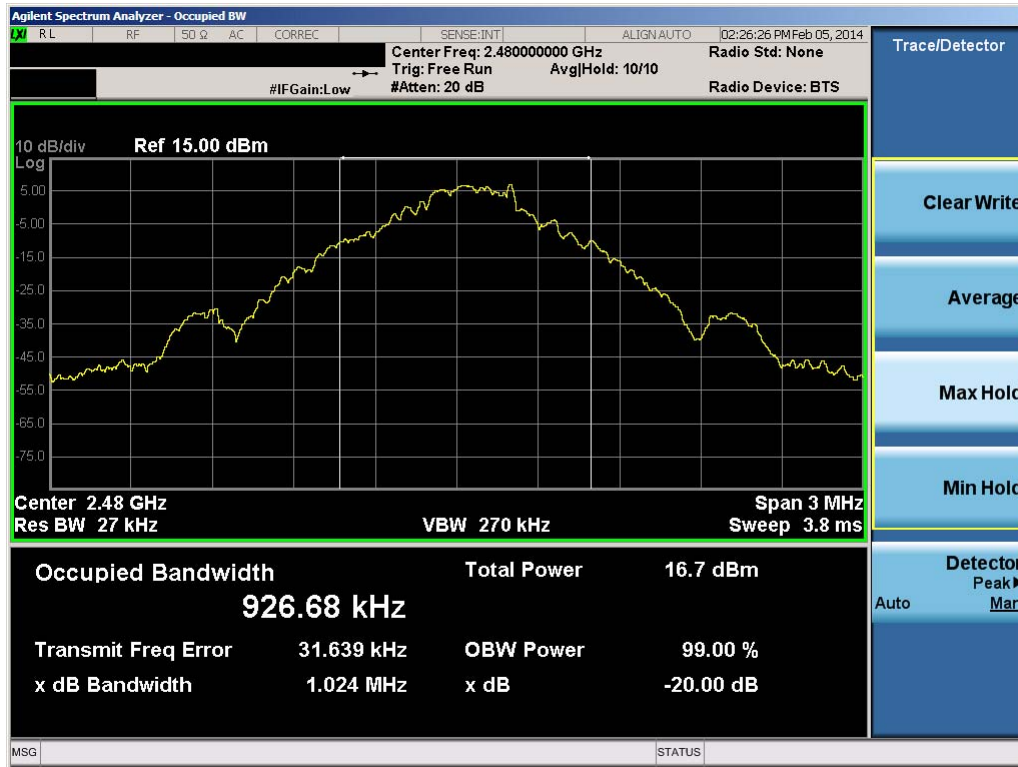 Agilent Spectrum Analyzer - Occupied BW
LXI RL RF 50 Ω AC CORREC SENSE:INT ALIGN AUTO 02:26:26 PM Feb 05, 2014
Center Freq: 2.480000000 GHz Radio Std: None
Trig: Free Run Avg|Hold: 10/10
#IFGain:Low #Atten: 20 dB Radio Device: BTS
10 dB/div Ref 15.00 dBm
Log
5.00
-5.00
-15.0
-25.0
-35.0
-45.0
-55.0
-65.0
-75.0
Center 2.48 GHz Span 3 MHz
Res BW 27 kHz VBW 270 kHz Sweep 3.8 ms
Occupied Bandwidth Total Power 16.7 dBm
926.68 kHz
Transmit Freq Error 31.639 kHz OBW Power 99.00 %
x dB Bandwidth 1.024 MHz x dB -20.00 dB
MSG STATUS
Trace/Detector
Clear Write
Average
Max Hold
Min Hold
Detector
Peak▶
Auto Man